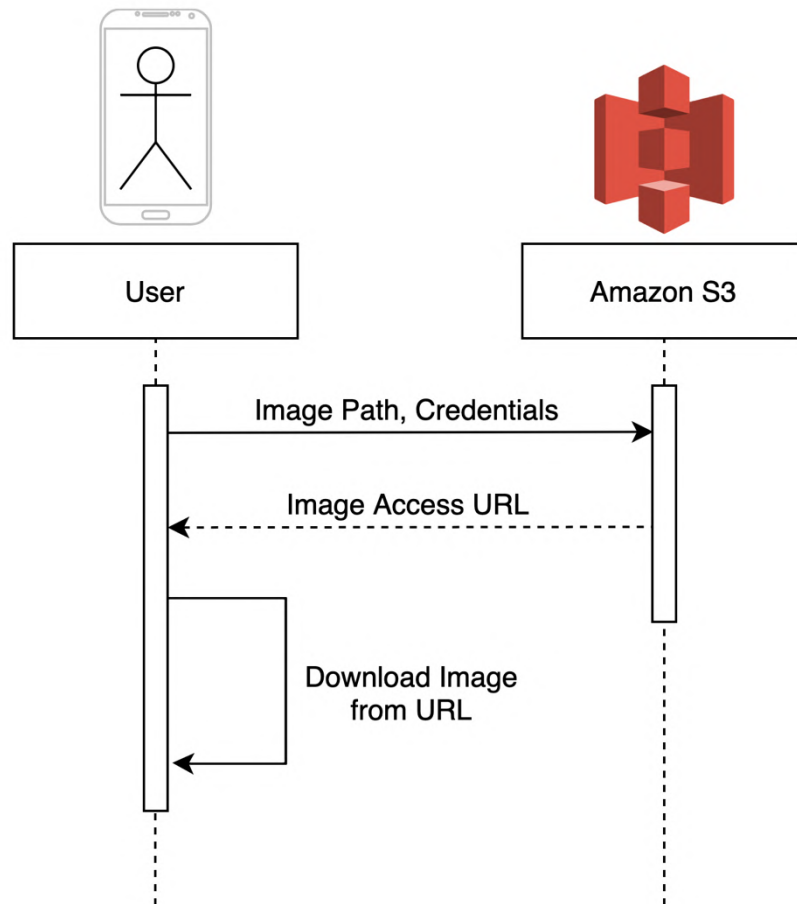 User
Amazon S3
Image Path, Credentials
Image Access URL
Download Image
from URL